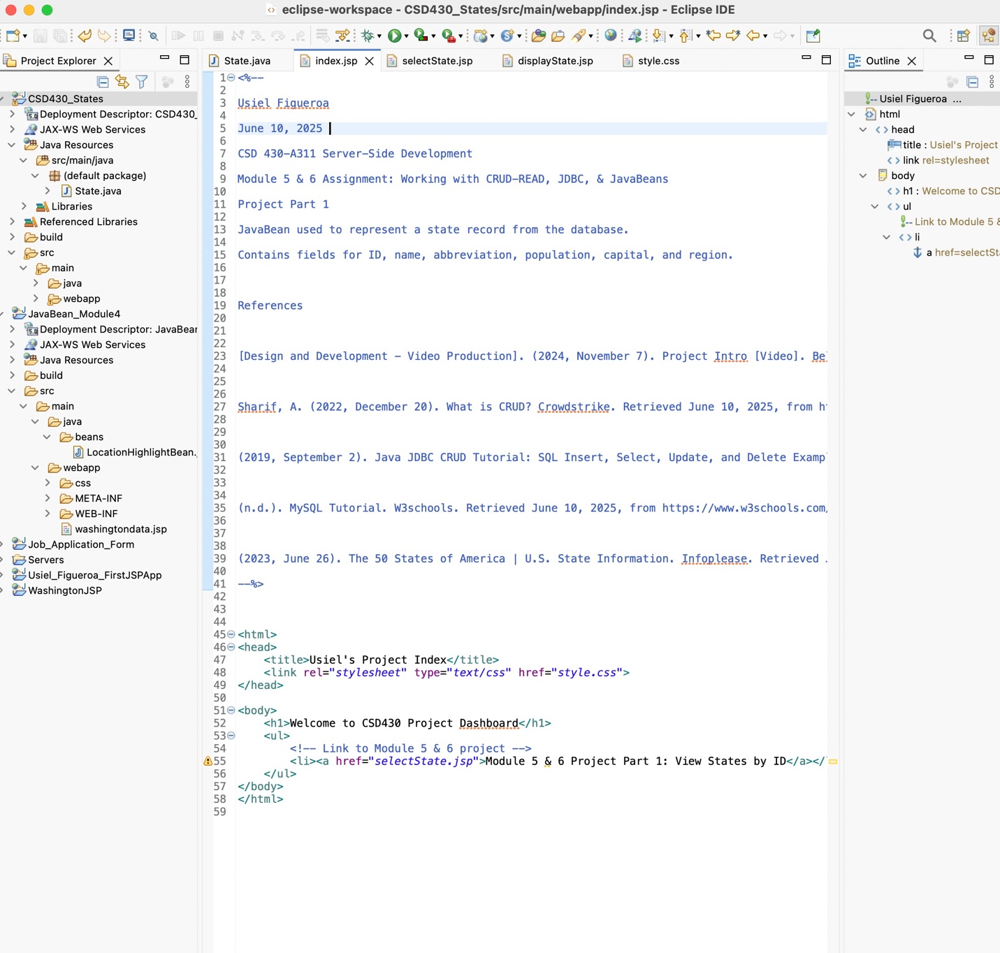 eclipse-workspace - CSD430_States/src/main/webapp/index.jsp - Eclipse IDE
Project Explorer
CSD430_States
Deployment Descriptor: CSD430_
JAX-WS Web Services
Java Resources
src/main/java
(default package)
State.java
Libraries
Referenced Libraries
build
src
main
java
webapp
JavaBean_Module4
Deployment Descriptor: JavaBean
JAX-WS Web Services
Java Resources
build
src
main
java
beans
LocationHighlightBean.
webapp
css
META-INF
WEB-INF
washingtondata.jsp
Job_Application_Form
Servers
Usiel_Figueroa_FirstJSPApp
WashingtonJSP
State.java index.jsp selectState.jsp displayState.jsp style.css
1 <%--
2
3 Usiel Figueroa
4
5 June 10, 2025
6
7 CSD 430-A311 Server-Side Development
8
9 Module 5 & 6 Assignment: Working with CRUD-READ, JDBC, & JavaBeans
10
11 Project Part 1
12
13 JavaBean used to represent a state record from the database.
14
15 Contains fields for ID, name, abbreviation, population, capital, and region.
16
17
18
19 References
20
21
22
23 [Design and Development - Video Production]. (2024, November 7). Project Intro [Video]. Be
24
25
26
27 Sharif, A. (2022, December 20). What is CRUD? Crowdstrike. Retrieved June 10, 2025, from
28
29
30
31 (2019, September 2). Java JDBC CRUD Tutorial: SQL Insert, Select, Update, and Delete Examp
32
33
34
35 (n.d.). MySQL Tutorial. W3schools. Retrieved June 10, 2025, from https://www.w3schools.com/
36
37
38
39 (2023, June 26). The 50 States of America | U.S. State Information. Infoplease. Retrieved
40
41 --%>
42
43
44
45 <html>
46 <head>
47 <title>Usiel's Project Index</title>
48 <link rel="stylesheet" type="text/css" href="style.css">
49 </head>
50
51 <body>
52 <h1>Welcome to CSD430 Project Dashboard</h1>
53 <ul>
54 <!-- Link to Module 5 & 6 project -->
55 <li><a href="selectState.jsp">Module 5 & 6 Project Part 1: View States by ID</a></
56 </ul>
57 </body>
58 </html>
59
Outline
Usiel Figueroa ...
html
head
title : Usiel's Project
link rel=stylesheet
body
h1 : Welcome to CSD
ul
Link to Module 5 &
li
a href=selectSt